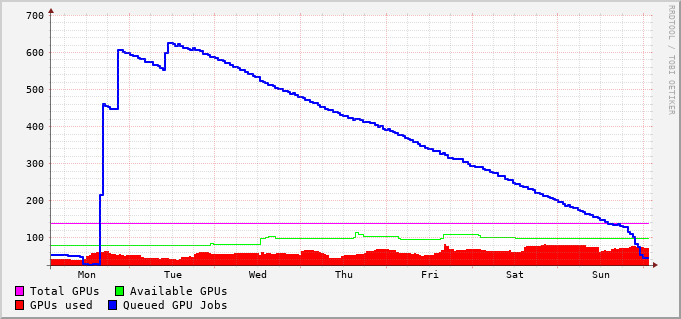 700
600
500
400
300
200
100
Mon Tue Wed Thu Fri Sat Sun
Total GPUs Available GPUs
GPUs used Queued GPU Jobs
RRDTOOL / TOBI OETIKER